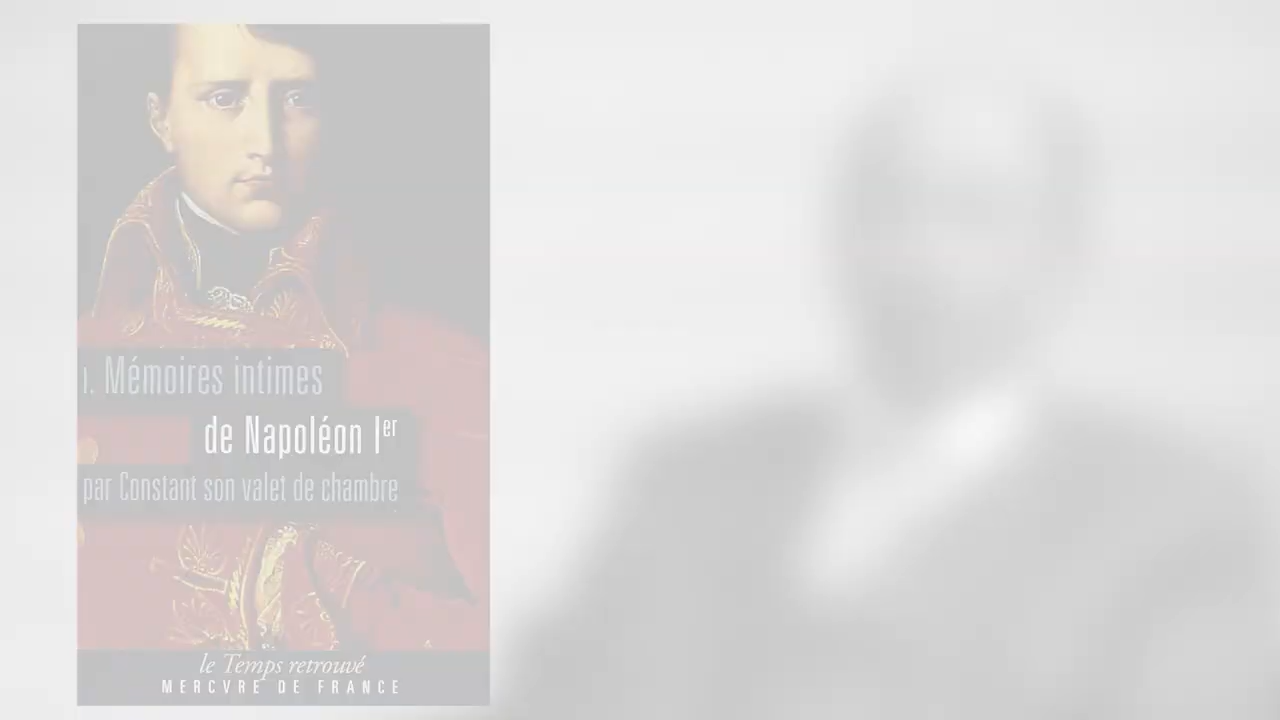 1. Mémoires intimes
de Napoléon Ier
par Constant son valet de chambre
le Temps retrouvé
MERCVRE DE FRANCE